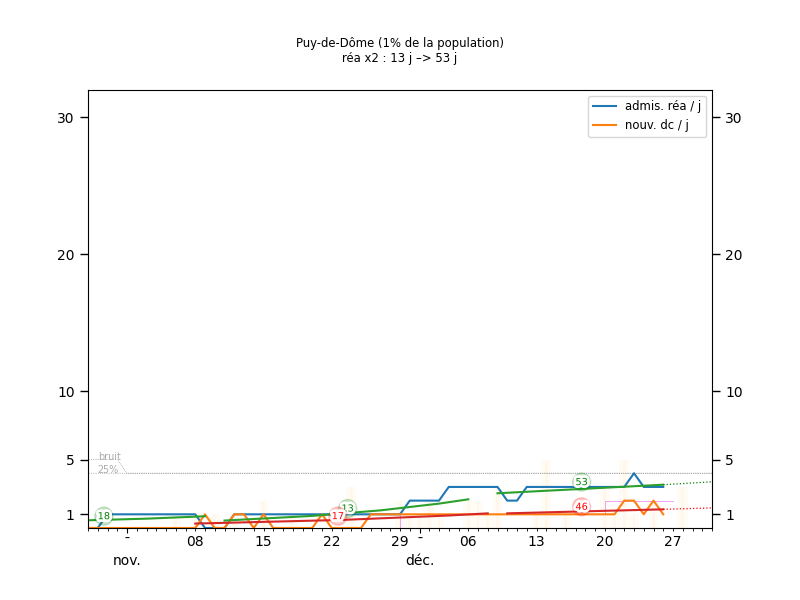 Puy-de-Dôme (1% de la population)
réa x2 : 13 j –> 53 j
admis. réa / j
nouv. dc / j
30 30
20 20
10 10
5 5
1 1
bruit
25%
18 13 17 53 46
- 08 15 22 29 - 06 13 20 27
nov. déc.